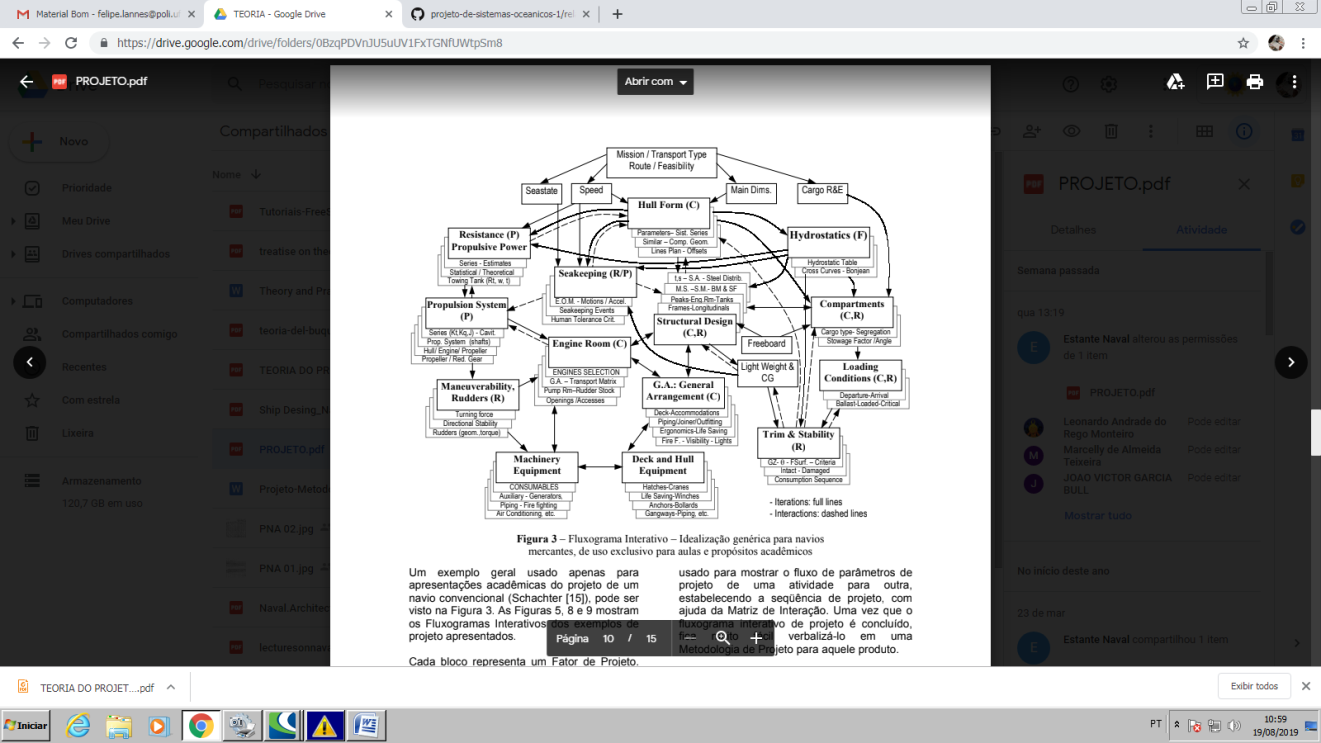 Material Bom - felipe.lannes@poli.uf
TEORIA - Google Drive
projeto-de-sistemas-oceanicos-1/rel
https://drive.google.com/drive/folders/0BzqPDVnJU5uUV1FxTGNfUWtpSm8
PROJETO.pdf
Abrir com
Novo
Compartilhados
Nome
Prioridade
Meu Drive
Drives compartilhados
Computadores
Compartilhados comigo
Recentes
Com estrela
Lixeira
Armazenamento
120,7 GB em uso
Tutoriais-FreeS
treatise on the
Theory and Pra
teoria-del-buqu
TEORIA DO PROJ
Ship Desing_N
PROJETO.pdf
Projeto-Metodo
PNA 02.jpg
PNA 01.jpg
Naval.Architec
lecturesonnava
Mission / Transport Type
Route / Feasibility
Seastate
Speed
Main Dims.
Cargo R&E
Hull Form (C)
Parameters– Sist. Series
Similar – Comp. Geom.
Lines Plan - Offsets
Resistance (P)
Propulsive Power
Series - Estimates
Statistical / Theoretical
Towing Tank (Rt, w, t)
Hydrostatics (F)
Hydrostatic Table
Cross Curves - Bonjean
Seakeeping (R/P)
E.O.M. - Motions / Accel.
Seakeeping Events
Human Tolerance Crit.
t.s – S.A. - Steel Distrib.
M.S. –S.M.- BM & SF
Peaks-Eng.Rm-Tanks
Frames-Longitudinals
Structural Design
(C,R)
Propulsion System
(P)
Series (Kt,Kq,J) - Cavit.
Prop. System (shafts)
Hull/ Engine/ Propeller
Propeller / Red. Gear
Compartments
(C,R)
Cargo type- Segregation
Stowage Factor /Angle
Engine Room (C)
ENGINES SELECTION
G.A. – Transport Matrix
Pump Rm–Rudder Stock
Openings /Accesses
Freeboard
Light Weight &
CG
Loading
Conditions (C,R)
Departure-Arrival
Ballast-Loaded-Critical
Maneuverability,
Rudders (R)
Turning force
Directional Stability
Rudders (geom.,torque)
G.A.: General
Arrangement (C)
Deck-Accommodations
Piping/Joiner/Outfitting
Ergonomics-Life Saving
Fire F. - Visibility - Lights
Trim & Stability
(R)
GZ- θ - FSurf. – Criteria
Intact - Damaged
Consumption Sequence
Machinery
Equipment
CONSUMABLES
Auxiliary - Generators,
Piping - Fire fighting
Air Conditioning, etc.
Deck and Hull
Equipment
Hatches-Cranes
Life Saving-Winches
Anchors-Bollards
Gangways-Piping, etc.
- Iterations: full lines
- Interactions: dashed lines
Figura 3 – Fluxograma Interativo – Idealização genérica para navios
mercantes, de uso exclusivo para aulas e propósitos acadêmicos
Um exemplo geral usado apenas para
apresentações acadêmicas do projeto de um
navio convencional (Schachter [15]), pode ser
visto na Figura 3. As Figuras 5, 8 e 9 mostram
os Fluxogramas Interativos dos exemplos de
projeto apresentados.
Cada bloco representa um Fator de Projeto.
usado para mostrar o fluxo de parâmetros de
projeto de uma atividade para outra,
estabelecendo a seqüência de projeto, com
ajuda da Matriz de Interação. Uma vez que o
fluxograma interativo de projeto é concluído,
verbalizá-lo em uma
Metodologia de Projeto para aquele produto.
Página 10 / 15
PROJETO.pdf
Detalhes
Atividade
Semana passada
qua 13:19
E
Estante Naval alterou as permissões
de 1 item
PROJETO.pdf
Leonardo Andrade do
Rego Monteiro
Pode editar
M
Marcelly de Almeida
Teixeira
Pode editar
J
JOAO VICTOR GARCIA
BULL
Pode editar
Mostrar tudo
No início deste ano
23 de mar
E
Estante Naval compartilhou 1 item
TEORIA DO PROJET....pdf
Exibir todos
Iniciar
PT
10:59
19/08/2019